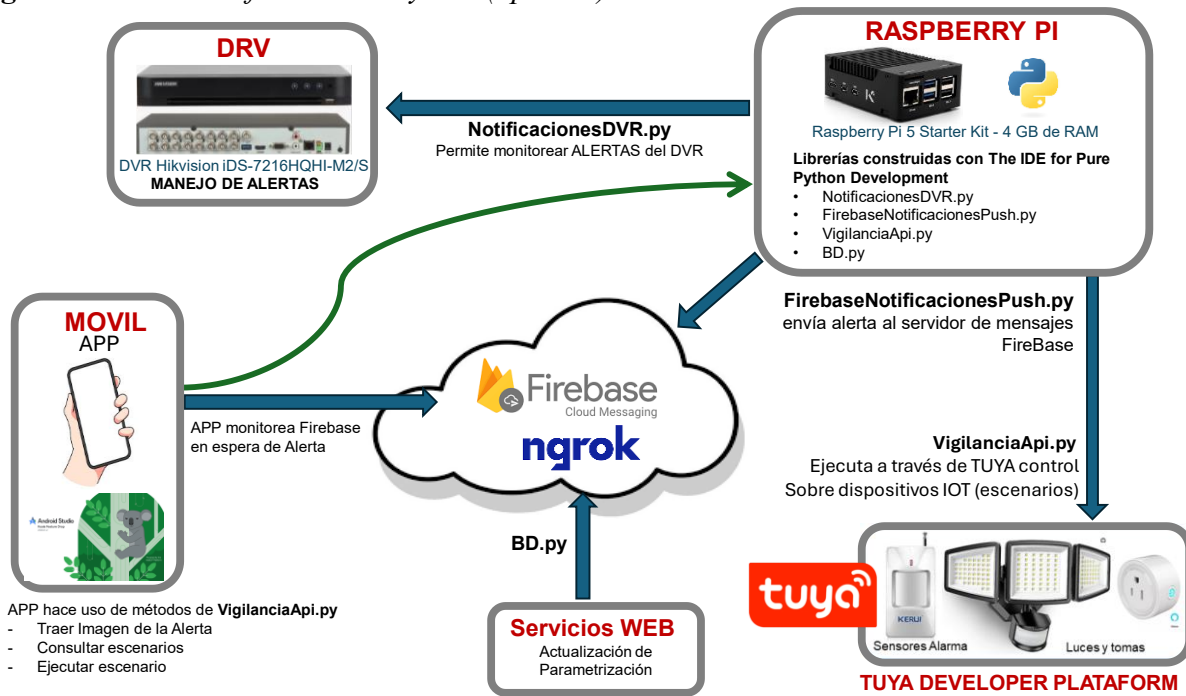 DRV
HIKVISION
DVR Hikvision iDS-7216HQHI-M2/S
MANEJO DE ALERTAS
NotificacionesDVR.py
Permite monitorear ALERTAS del DVR
RASPBERRY PI
Raspberry Pi 5 Starter Kit - 4 GB de RAM
Librerías construidas con The IDE for Pure
Python Development
• NotificacionesDVR.py
• FirebaseNotificacionesPush.py
• VigilanciaApi.py
• BD.py
MOVIL
APP
Android Studio
APP monitorea Firebase
en espera de Alerta
Firebase
Cloud Messaging
ngrok
FirebaseNotificacionesPush.py
envía alerta al servidor de mensajes
FireBase
VigilanciaApi.py
Ejecuta a través de TUYA control
Sobre dispositivos IOT (escenarios)
BD.py
APP hace uso de métodos de VigilanciaApi.py
- Traer Imagen de la Alerta
- Consultar escenarios
- Ejecutar escenario
Servicios WEB
Actualización de
Parametrización
tuya
KERUI
Sensores Alarma
Luces y tomas
TUYA DEVELOPER PLATAFORM